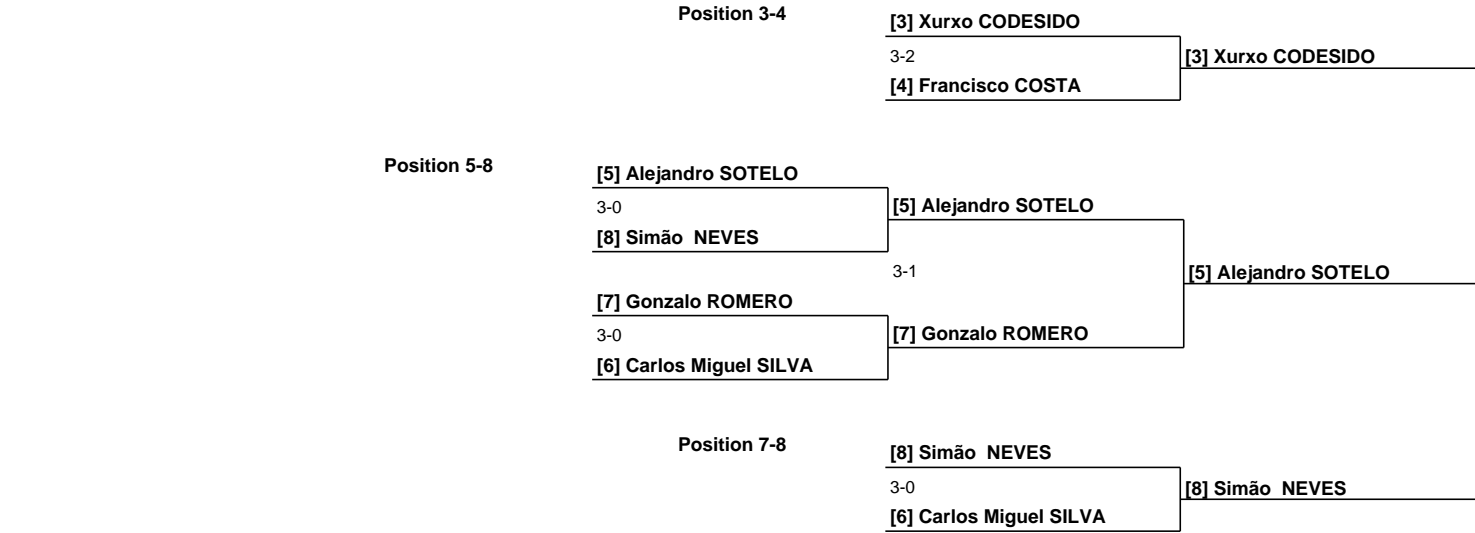 Position 3-4
[3] Xurxo CODESIDO
3-2
[3] Xurxo CODESIDO
[4] Francisco COSTA
Position 5-8
[5] Alejandro SOTELO
3-0
[5] Alejandro SOTELO
[8] Simão  NEVES
3-1
[5] Alejandro SOTELO
[7] Gonzalo ROMERO
3-0
[7] Gonzalo ROMERO
[6] Carlos Miguel SILVA
Position 7-8
[8] Simão  NEVES
3-0
[8] Simão  NEVES
[6] Carlos Miguel SILVA